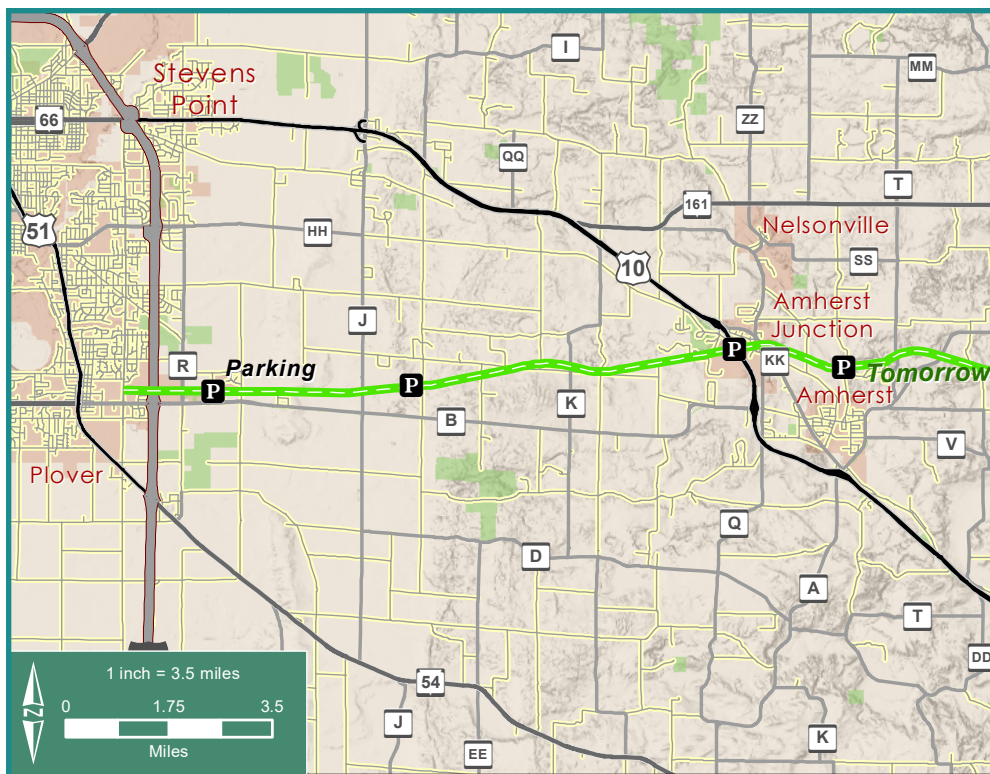 I
MM
Stevens
Point
66
ZZ
QQ
T
161
Nelsonville
51
HH
SS
10
Amherst
Junction
J
P
R
Parking
KK
P
Tomorrow
P
P
Amherst
K
B
V
Plover
Q
D
A
T
DD
1 inch = 3.5 miles
54
N
0 1.75 3.5
Miles
J
K
EE